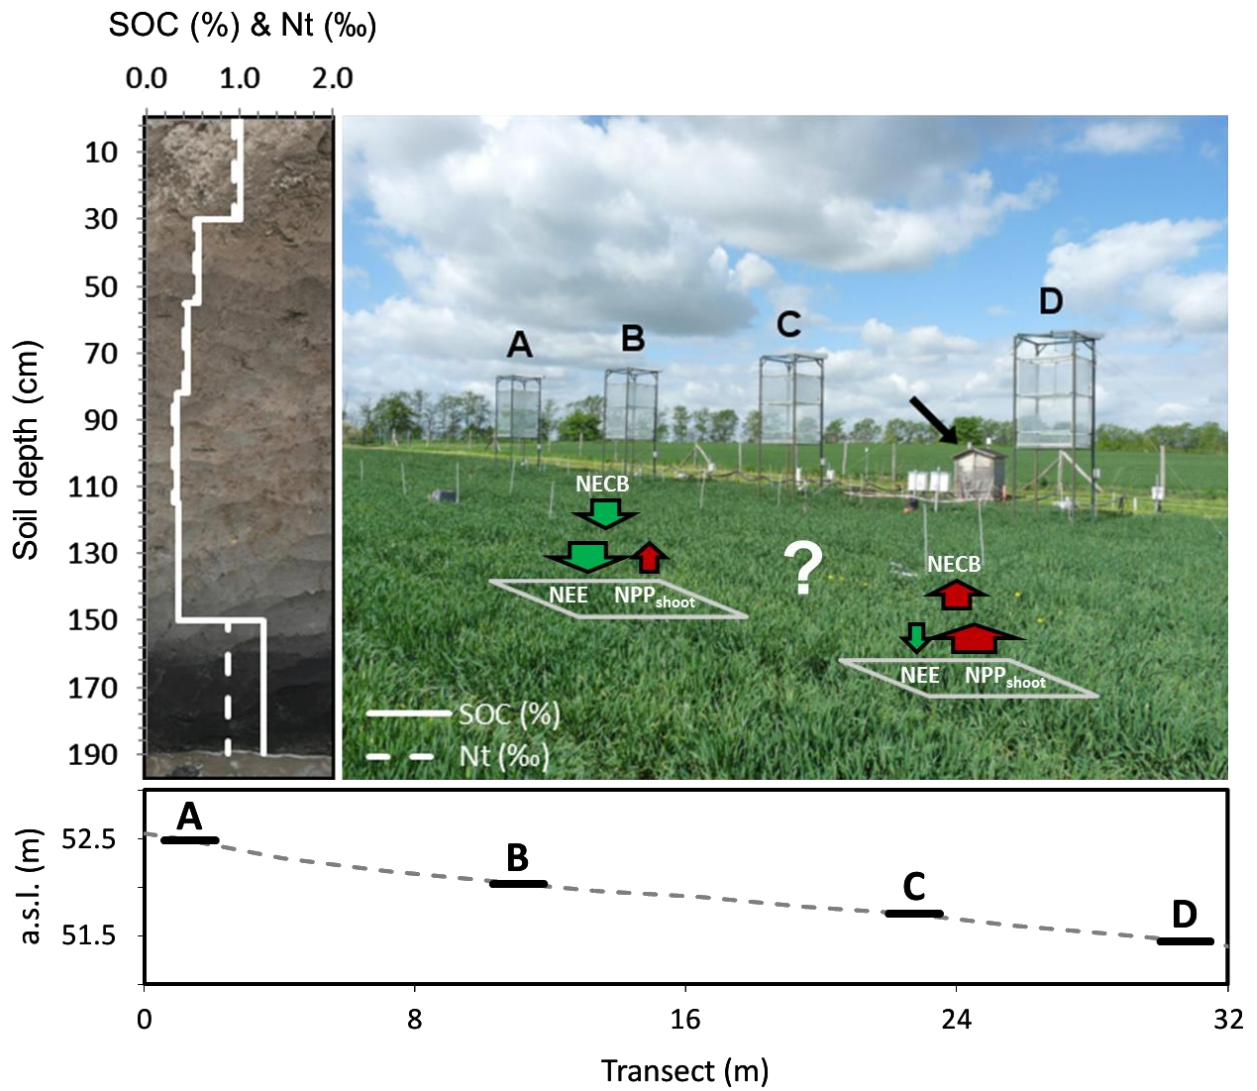 SOC (%) & Nt (‰)
0.0 1.0 2.0
10
30
50
70
90
110
130
150
170
190
Soil depth (cm)
A B C D
NECB
NEE NPPshoot
?
NECB
NEE NPPshoot
SOC (%)
Nt (‰)
a.s.l. (m)
52.5
51.5
A
B
C
D
0 8 16 24 32
Transect (m)